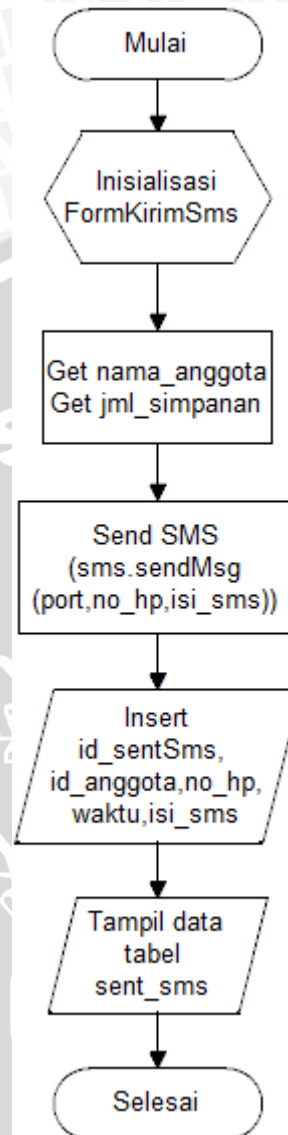 Mulai
Inisialisasi
FormKirimSms
Get nama_anggota
Get jml_simpanan
Send SMS
(sms.sendMsg
(port,no_hp,isi_sms))
Insert
id_sentSms,
id_anggota,no_hp,
waktu,isi_sms
Tampil data
tabel
sent_sms
Selesai